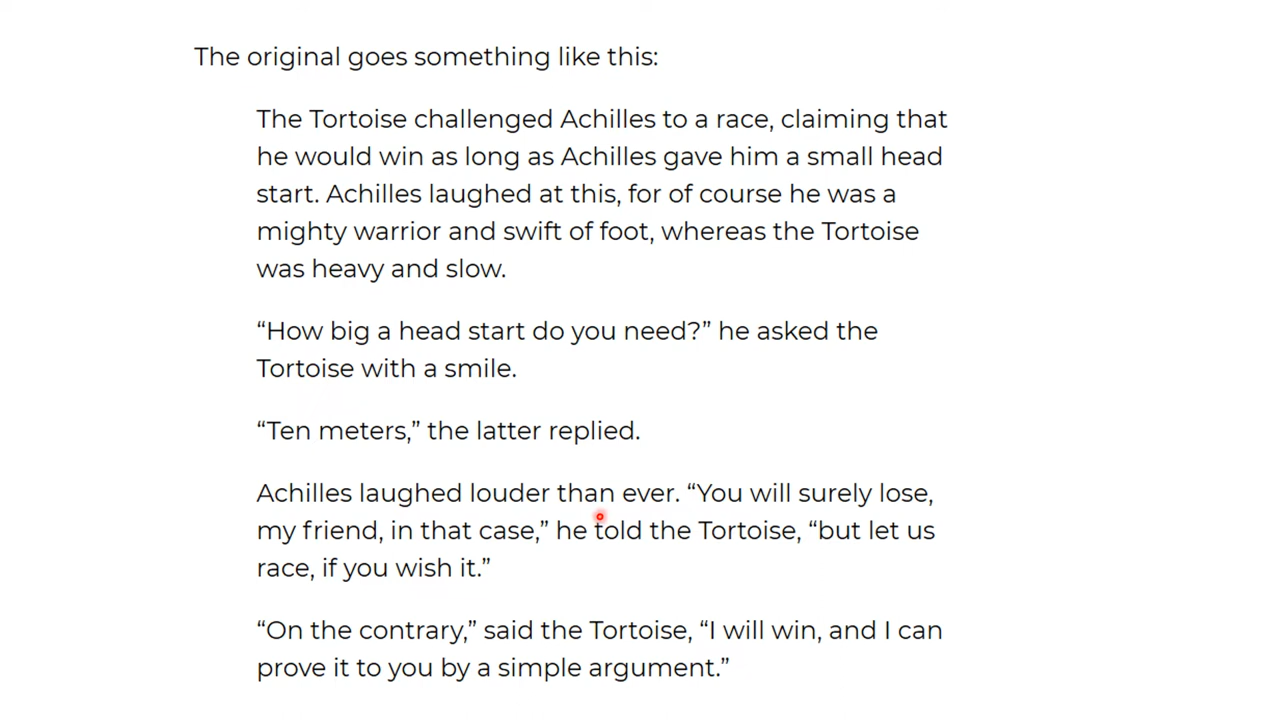 The original goes something like this:
The Tortoise challenged Achilles to a race, claiming that
he would win as long as Achilles gave him a small head
start. Achilles laughed at this, for of course he was a
mighty warrior and swift of foot, whereas the Tortoise
was heavy and slow.
“How big a head start do you need?” he asked the
Tortoise with a smile.
“Ten meters,” the latter replied.
Achilles laughed louder than ever. “You will surely lose,
my friend, in that case,” he told the Tortoise, “but let us
race, if you wish it.”
“On the contrary,” said the Tortoise, “I will win, and I can
prove it to you by a simple argument.”